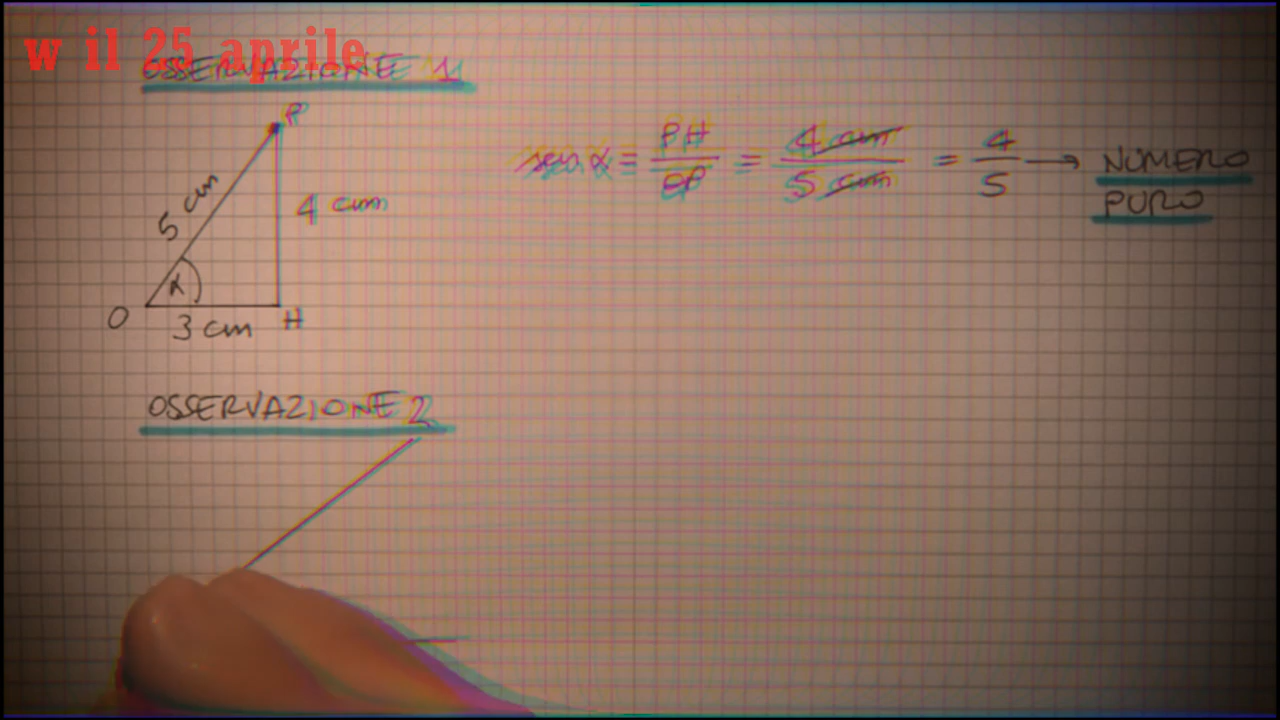 w il 25 aprile
OSSERVAZIONE 1
P
5 cm
4 cm
α
O
3 cm
H
sen α = PH/OP = 4 cm/5 cm = 4/5 → NUMERO
PURO
OSSERVAZIONE 2